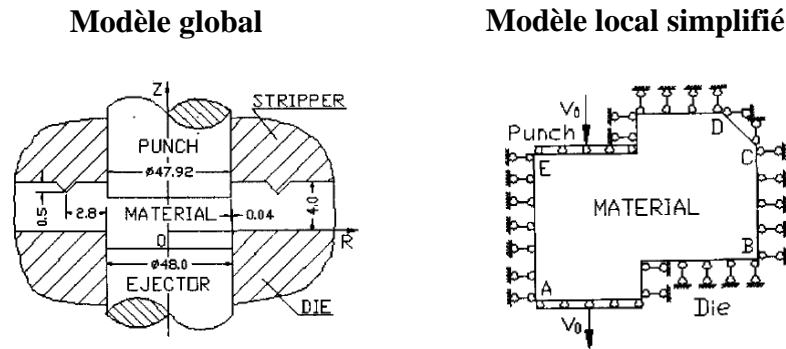 Modèle global
Modèle local simplifié
Z
STRIPPER
PUNCH
ø47.92
0.5
2.8
MATERIAL
0.04
4.0
O
R
ø48.0
EJECTOR
DIE
V₀
Punch
D
C
E
MATERIAL
B
A
Die
V₀